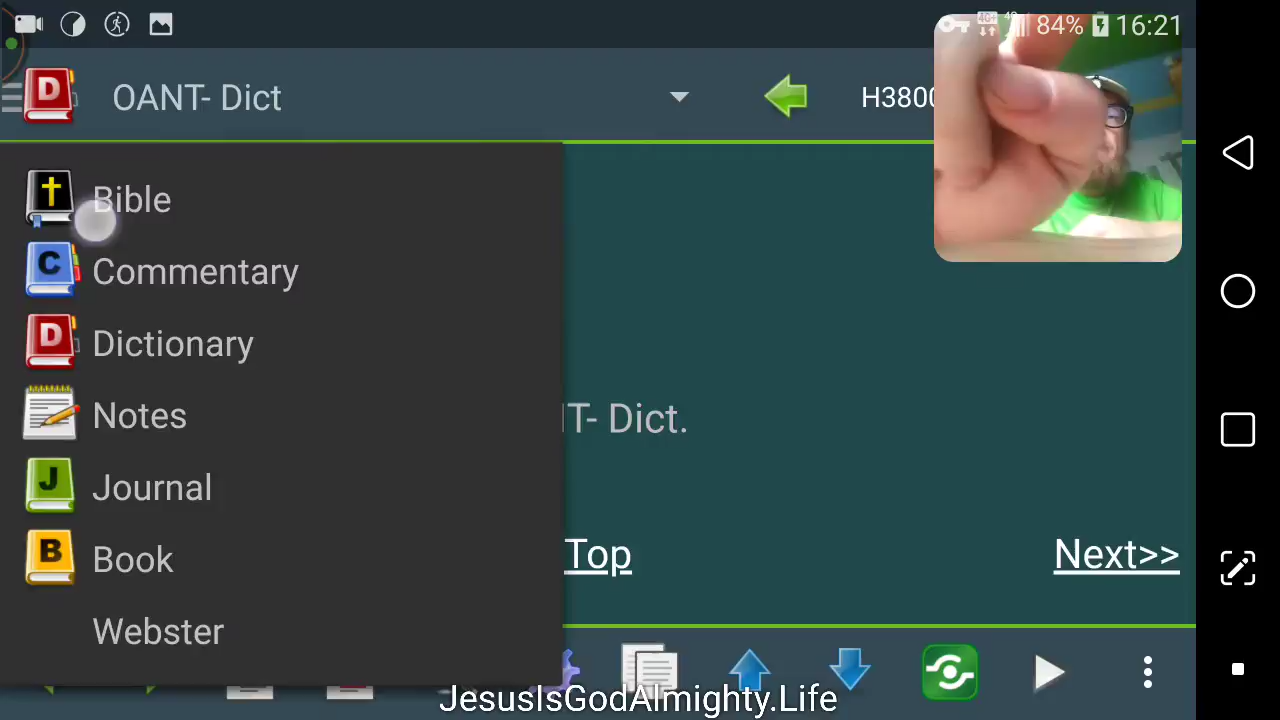 84% 16:21
OANT- Dict
H3800
Bible
Commentary
Dictionary
Notes
Journal
Book
Webster
T- Dict.
Top
Next>>
JesusIsGodAlmighty.Life